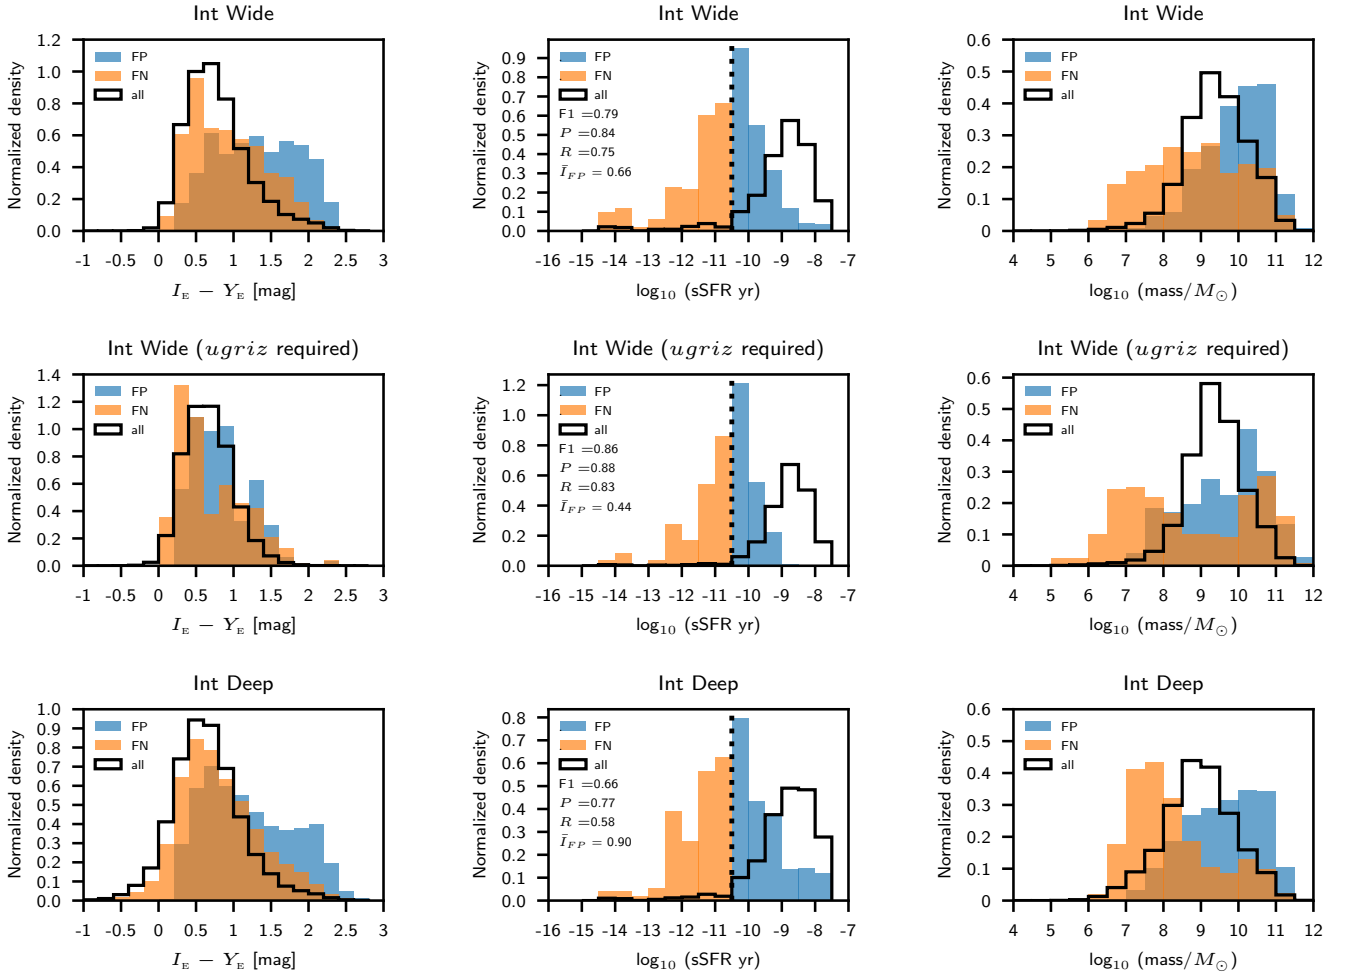 Int Wide
Normalized density
1.2
1.0
0.8
0.6
0.4
0.2
0.0
FP
FN
all
-1 -0.5 0 0.5 1 1.5 2 2.5 3
I_E − Y_E [mag]
Int Wide
Normalized density
0.9
0.8
0.7
0.6
0.5
0.4
0.3
0.2
0.1
0.0
FP
FN
all
F1 =0.79
P =0.84
R =0.75
Ī_FP = 0.66
-16 -15 -14 -13 -12 -11 -10 -9 -8 -7
log₁₀ (sSFR yr)
Int Wide
Normalized density
0.6
0.5
0.4
0.3
0.2
0.1
0
FP
FN
all
4 5 6 7 8 9 10 11 12
log₁₀ (mass/M☉)
Int Wide (ugriz required)
Normalized density
1.4
1.2
1.0
0.8
0.6
0.4
0.2
0.0
FP
FN
all
-1 -0.5 0 0.5 1 1.5 2 2.5 3
I_E − Y_E [mag]
Int Wide (ugriz required)
Normalized density
1.2
1.0
0.8
0.6
0.4
0.2
0.0
FP
FN
all
F1 =0.86
P =0.88
R =0.83
Ī_FP = 0.44
-16 -15 -14 -13 -12 -11 -10 -9 -8 -7
log₁₀ (sSFR yr)
Int Wide (ugriz required)
Normalized density
0.6
0.5
0.4
0.3
0.2
0.1
0
FP
FN
all
4 5 6 7 8 9 10 11 12
log₁₀ (mass/M☉)
Int Deep
Normalized density
1.0
0.9
0.8
0.7
0.6
0.5
0.4
0.3
0.2
0.1
0.0
FP
FN
all
-1 -0.5 0 0.5 1 1.5 2 2.5 3
I_E − Y_E [mag]
Int Deep
Normalized density
0.8
0.7
0.6
0.5
0.4
0.3
0.2
0.1
0.0
FP
FN
all
F1 =0.66
P =0.77
R =0.58
Ī_FP = 0.90
-16 -15 -14 -13 -12 -11 -10 -9 -8 -7
log₁₀ (sSFR yr)
Int Deep
Normalized density
0.6
0.5
0.4
0.3
0.2
0.1
0
FP
FN
all
4 5 6 7 8 9 10 11 12
log₁₀ (mass/M☉)